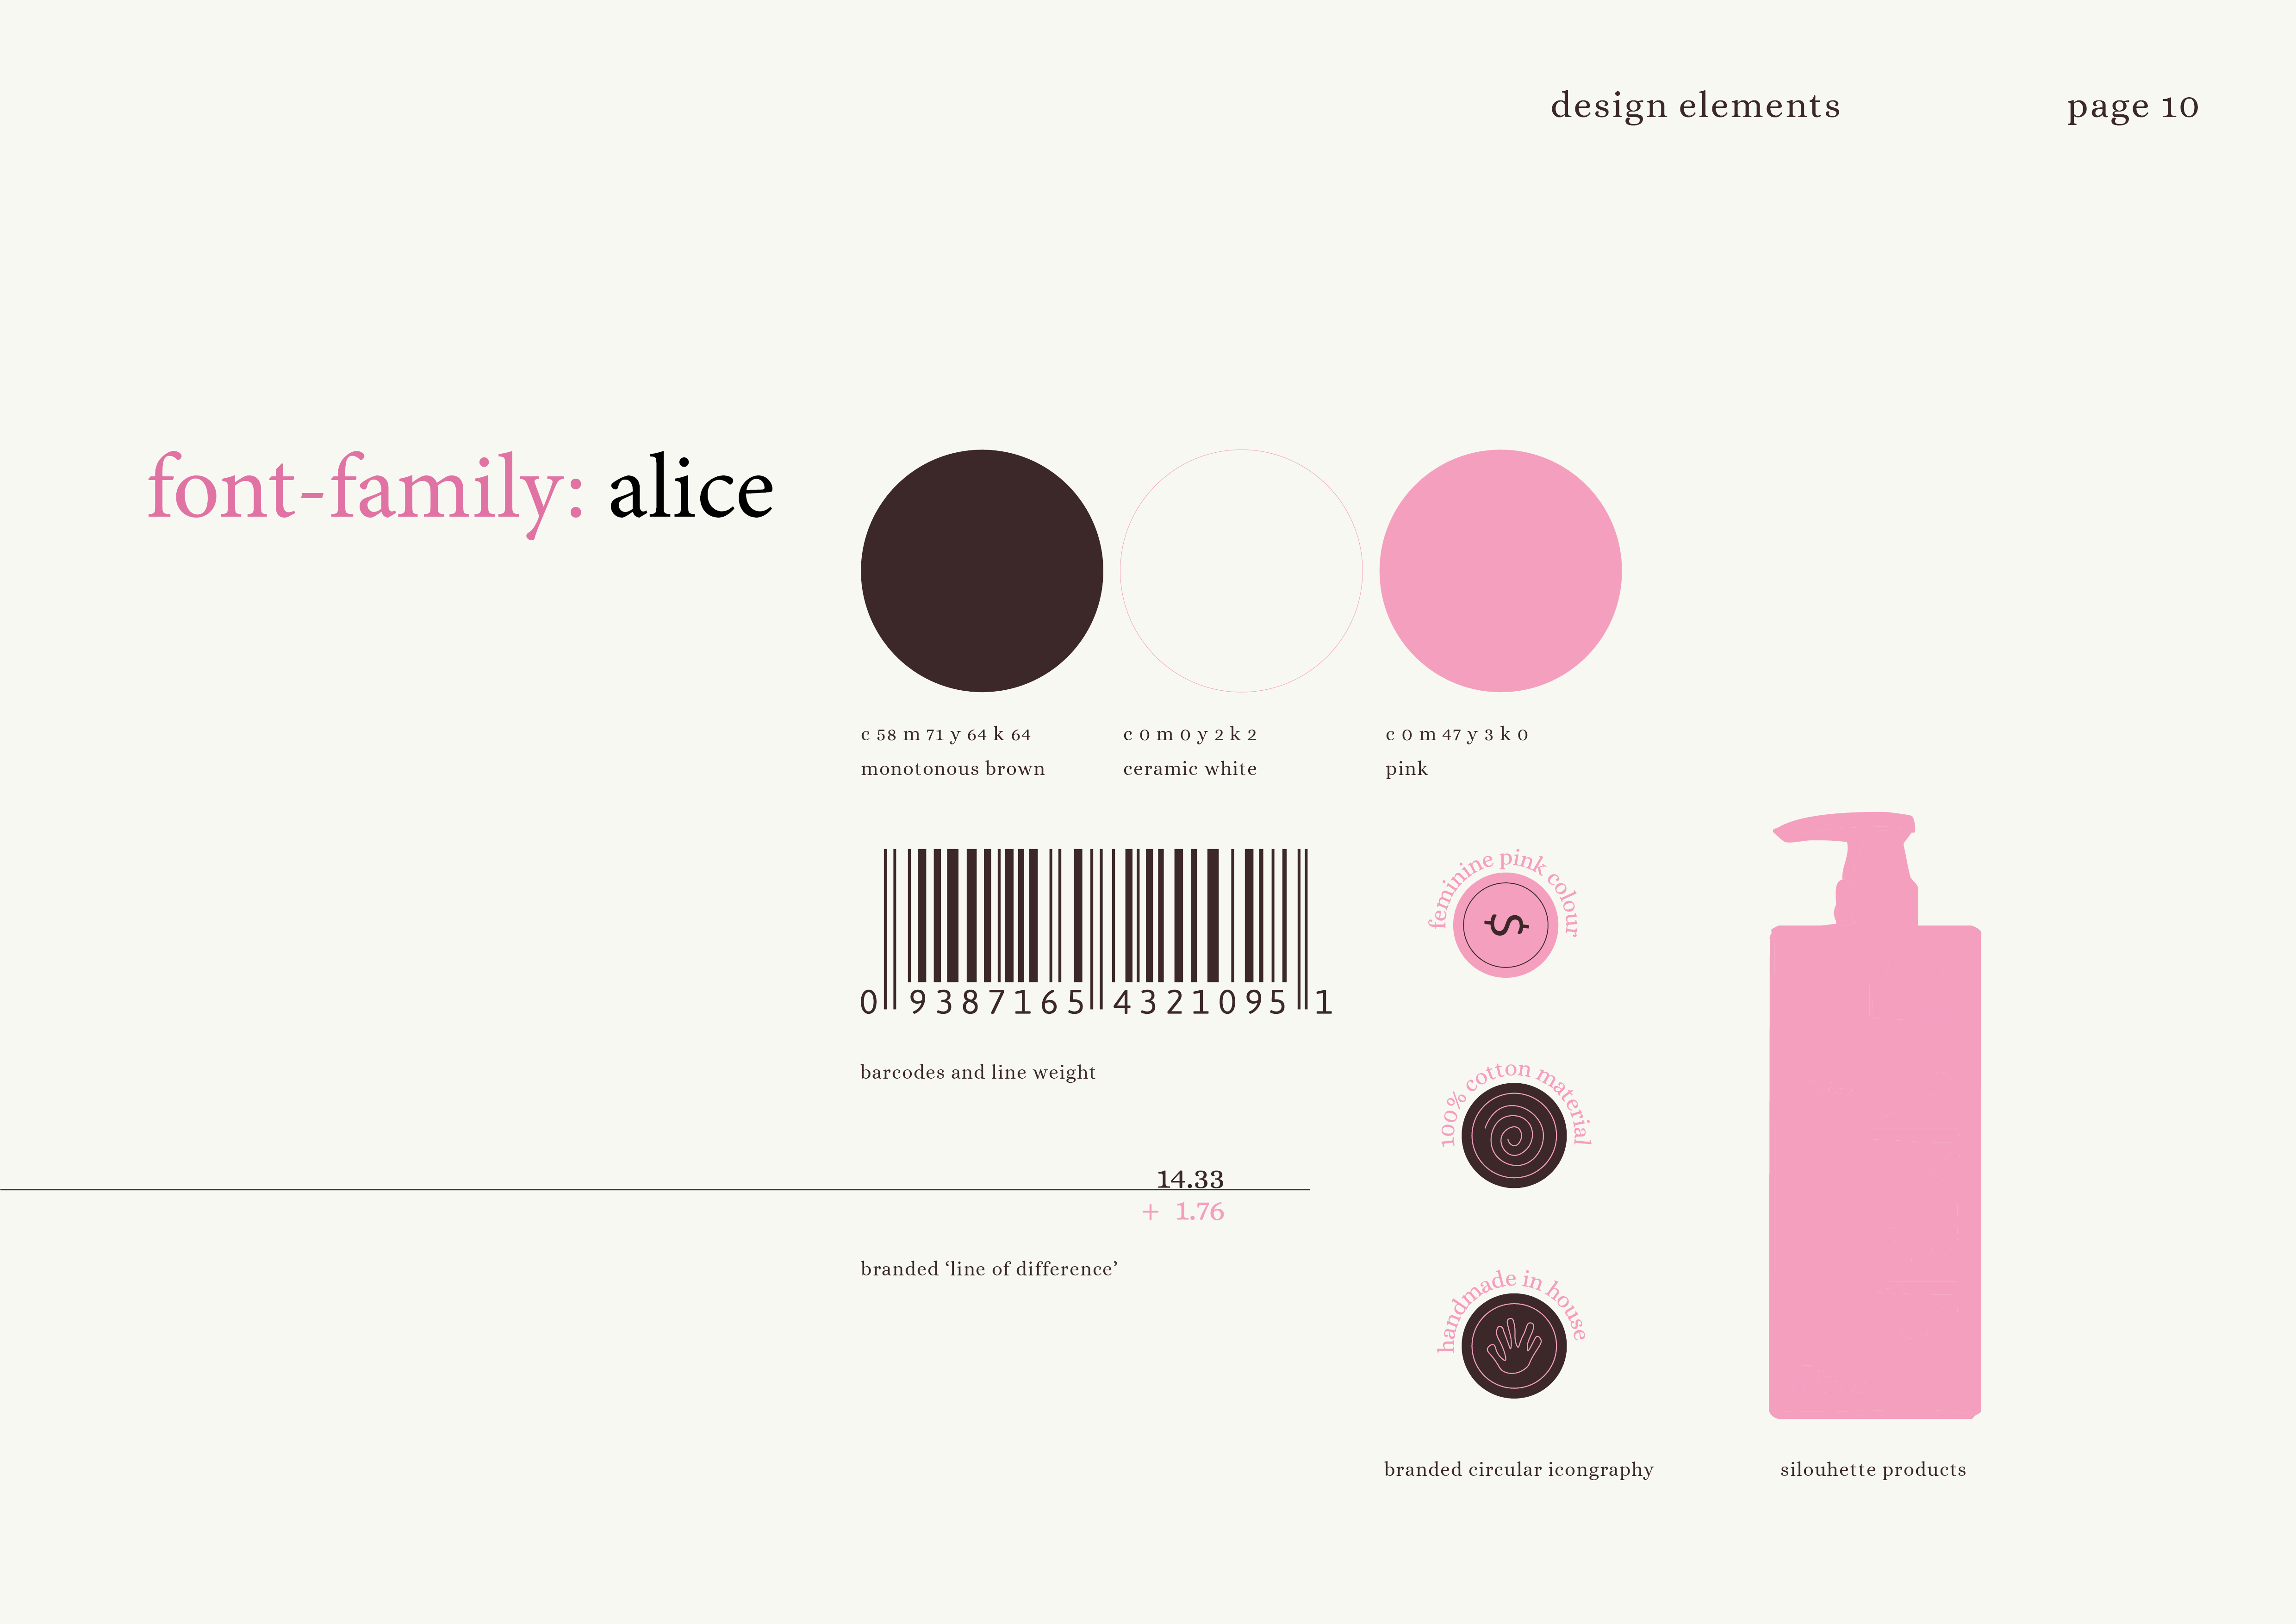 design elements
page 10
font-family: alice
c 58 m 71 y 64 k 64
monotonous brown
c 0 m 0 y 2 k 2
ceramic white
c 0 m 47 y 3 k 0
pink
0 9387165 4321095 1
barcodes and line weight
14.33
+ 1.76
branded ‘line of difference’
feminine pink colour
$
100% cotton material
handmade in house
branded circular icongraphy
silouhette products